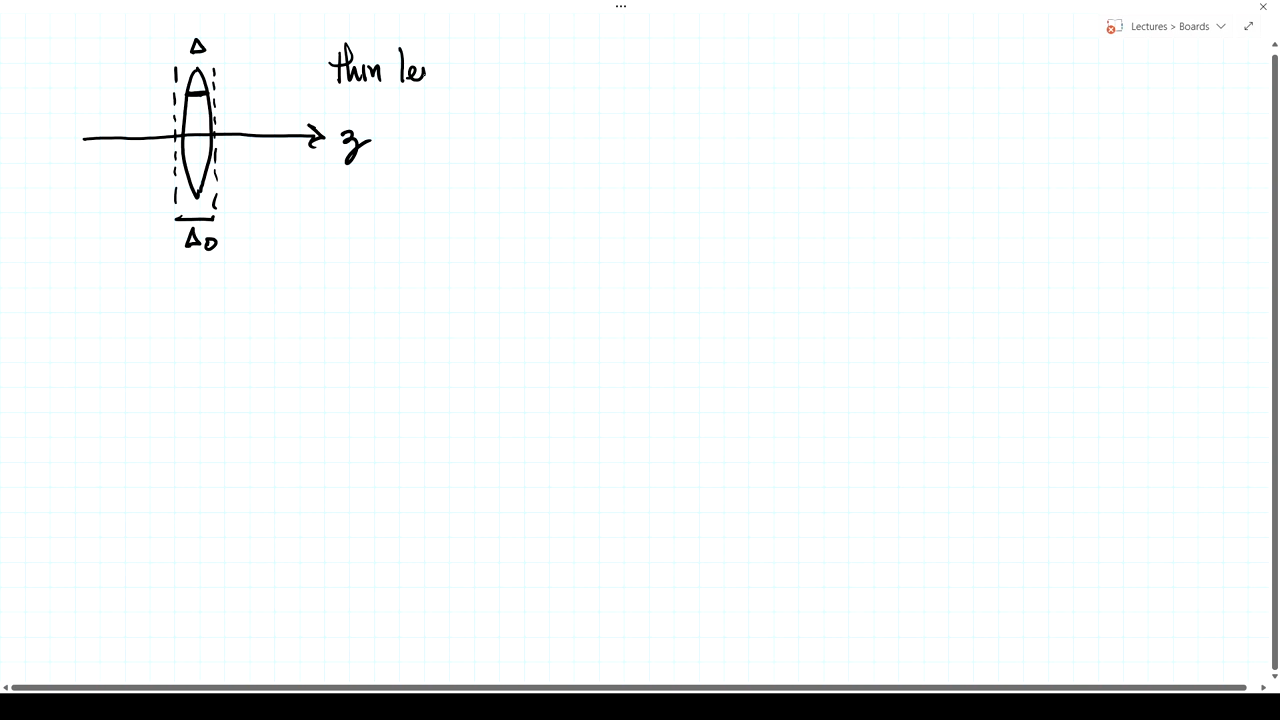 Lectures > Boards
Δ
thin le
z
Δ₀